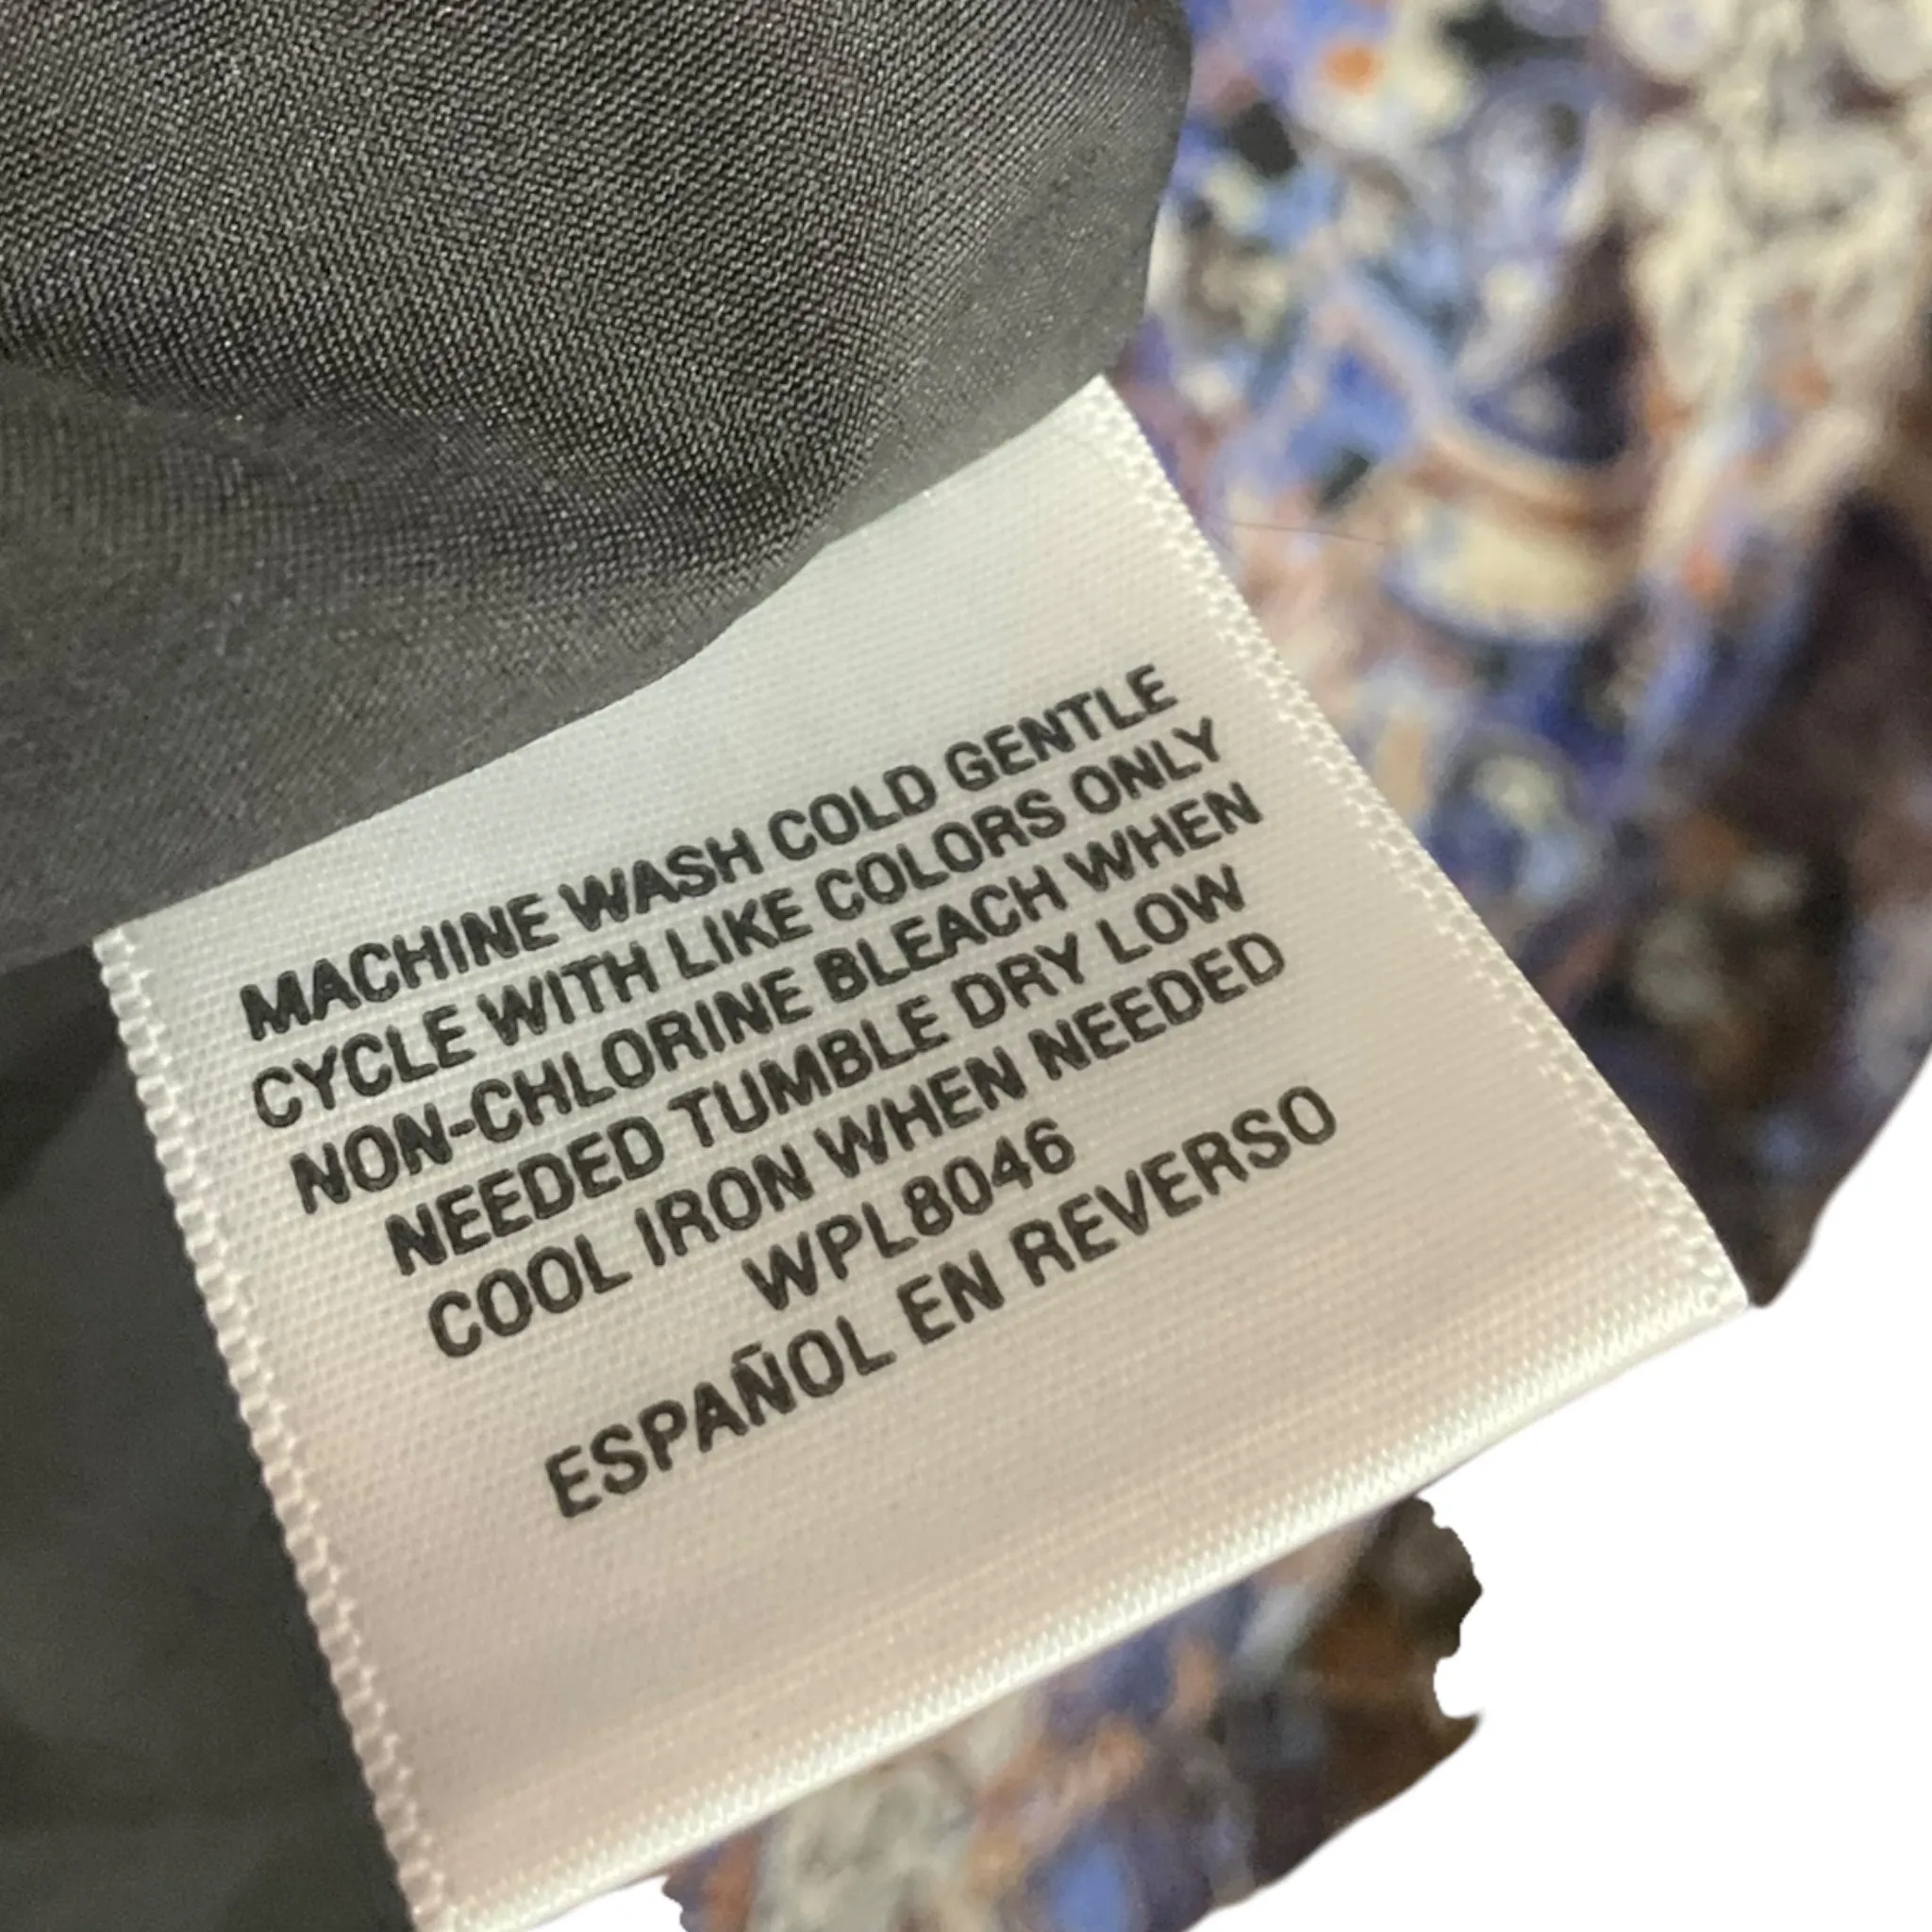 MACHINE WASH COLD GENTLE
CYCLE WITH LIKE COLORS ONLY
NON-CHLORINE BLEACH WHEN
NEEDED TUMBLE DRY LOW
COOL IRON WHEN NEEDED
WPL8046
ESPAÑOL EN REVERSO